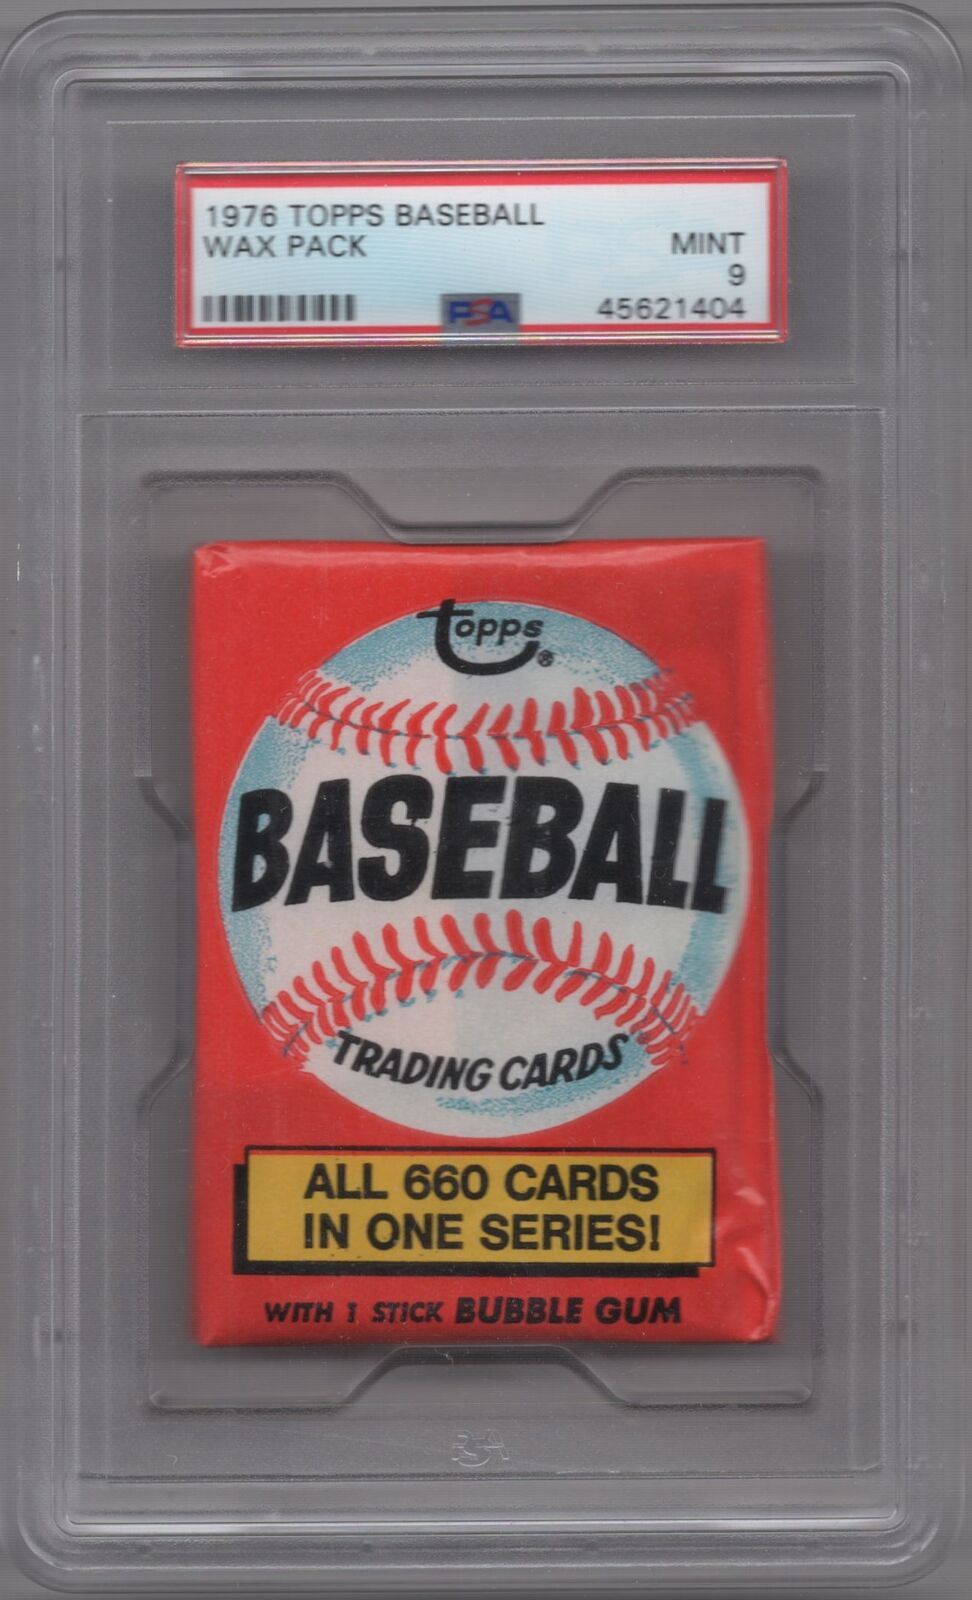 1976 TOPPS BASEBALL
WAX PACK
MINT
9
PSA
45621404
topps®
BASEBALL
TRADING CARDS
ALL 660 CARDS
IN ONE SERIES!
WITH 1 STICK BUBBLE GUM
PSA